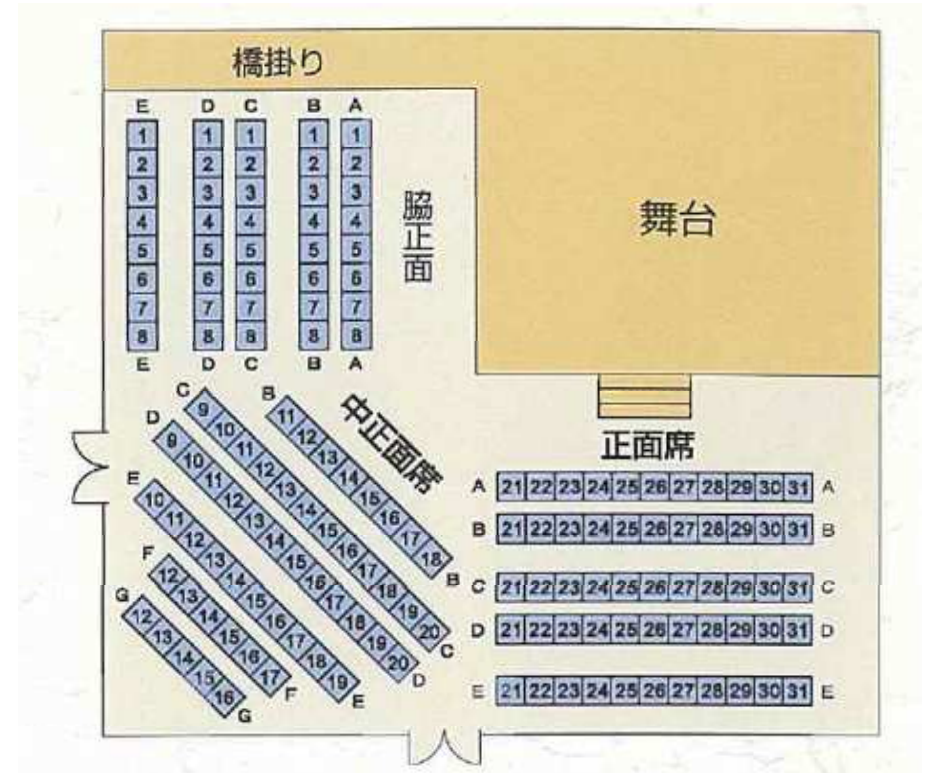 橋掛り
舞台
脇正面
E D C B A
1 1 1 1 1
2 2 2 2 2
3 3 3 3 3
4 4 4 4 4
5 5 5 5 5
6 6 6 6 6
7 7 7 7 7
8 8 8 8 8
E D C B A
中正面席
B 11 12 13 14 15 16 17 18 B
C 9 10 11 12 13 14 15 16 17 18 19 20 C
D 9 10 11 12 13 14 15 16 17 18 19 20 D
E 10 11 12 13 14 15 16 17 18 19 E
F 12 13 14 15 16 17 F
G 12 13 14 15 16 G
正面席
A 21 22 23 24 25 26 27 28 29 30 31 A
B 21 22 23 24 25 26 27 28 29 30 31 B
C 21 22 23 24 25 26 27 28 29 30 31 C
D 21 22 23 24 25 26 27 28 29 30 31 D
E 21 22 23 24 25 26 27 28 29 30 31 E